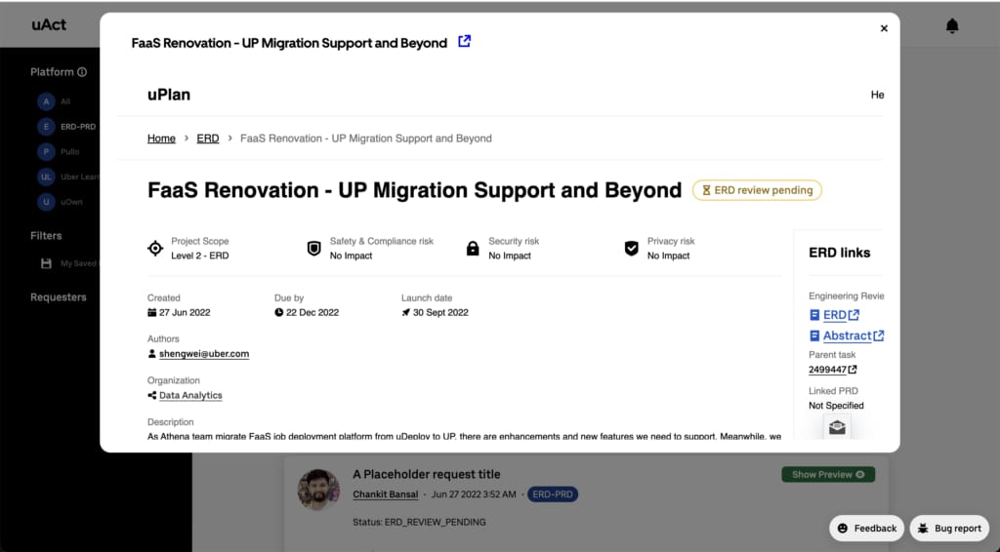 uAct
Platform
A All
E ERD-PRD
P Pullo
UL Uber Learn
U uOwn
Filters
My Saved
Requesters
FaaS Renovation - UP Migration Support and Beyond
×
uPlan
He
Home > ERD > FaaS Renovation - UP Migration Support and Beyond
FaaS Renovation - UP Migration Support and Beyond ERD review pending
Project Scope
Level 2 - ERD
Safety & Compliance risk
No Impact
Security risk
No Impact
Privacy risk
No Impact
Created
27 Jun 2022
Due by
22 Dec 2022
Launch date
30 Sept 2022
Authors
shengwei@uber.com
Organization
Data Analytics
Description
As Athena team migrate FaaS job deployment platform from uDeploy to UP, there are enhancements and new features we need to support. Meanwhile, we
ERD links
Engineering Revie
ERD
Abstract
Parent task
2499447
Linked PRD
Not Specified
A Placeholder request title
Chankit Bansal · Jun 27 2022 3:52 AM · ERD-PRD
Status: ERD_REVIEW_PENDING
Show Preview
Feedback
Bug report